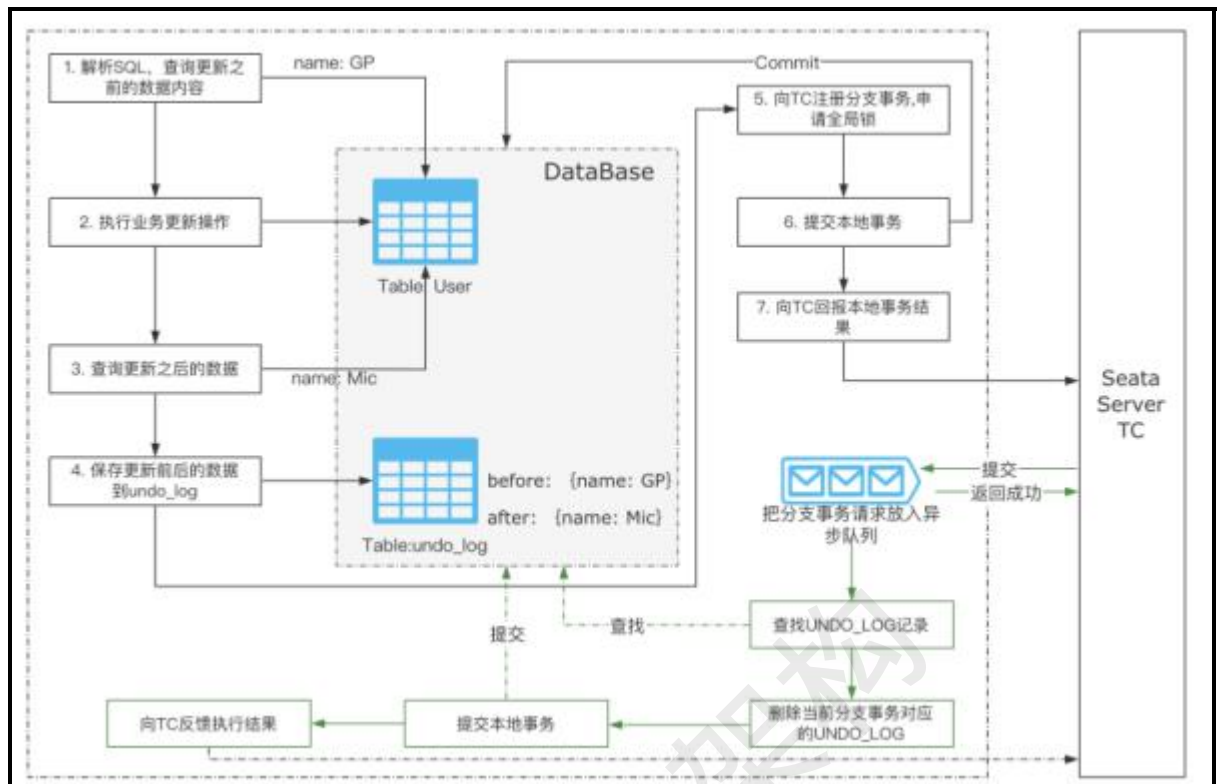 1. 解析SQL，查询更新之
前的数据内容
name: GP
Commit
5. 向TC注册分支事务,申
请全局锁
DataBase
2. 执行业务更新操作
6. 提交本地事务
Table: User
7. 向TC回报本地事务结
果
3. 查询更新之后的数据
name: Mic
Seata
Server
TC
4. 保存更新前后的数据
到undo_log
before: {name: GP}
after: {name: Mic}
Table:undo_log
提交
返回成功
把分支事务请求放入异
步队列
提交
查找
查找UNDO_LOG记录
向TC反馈执行结果
提交本地事务
删除当前分支事务对应
的UNDO_LOG
架构